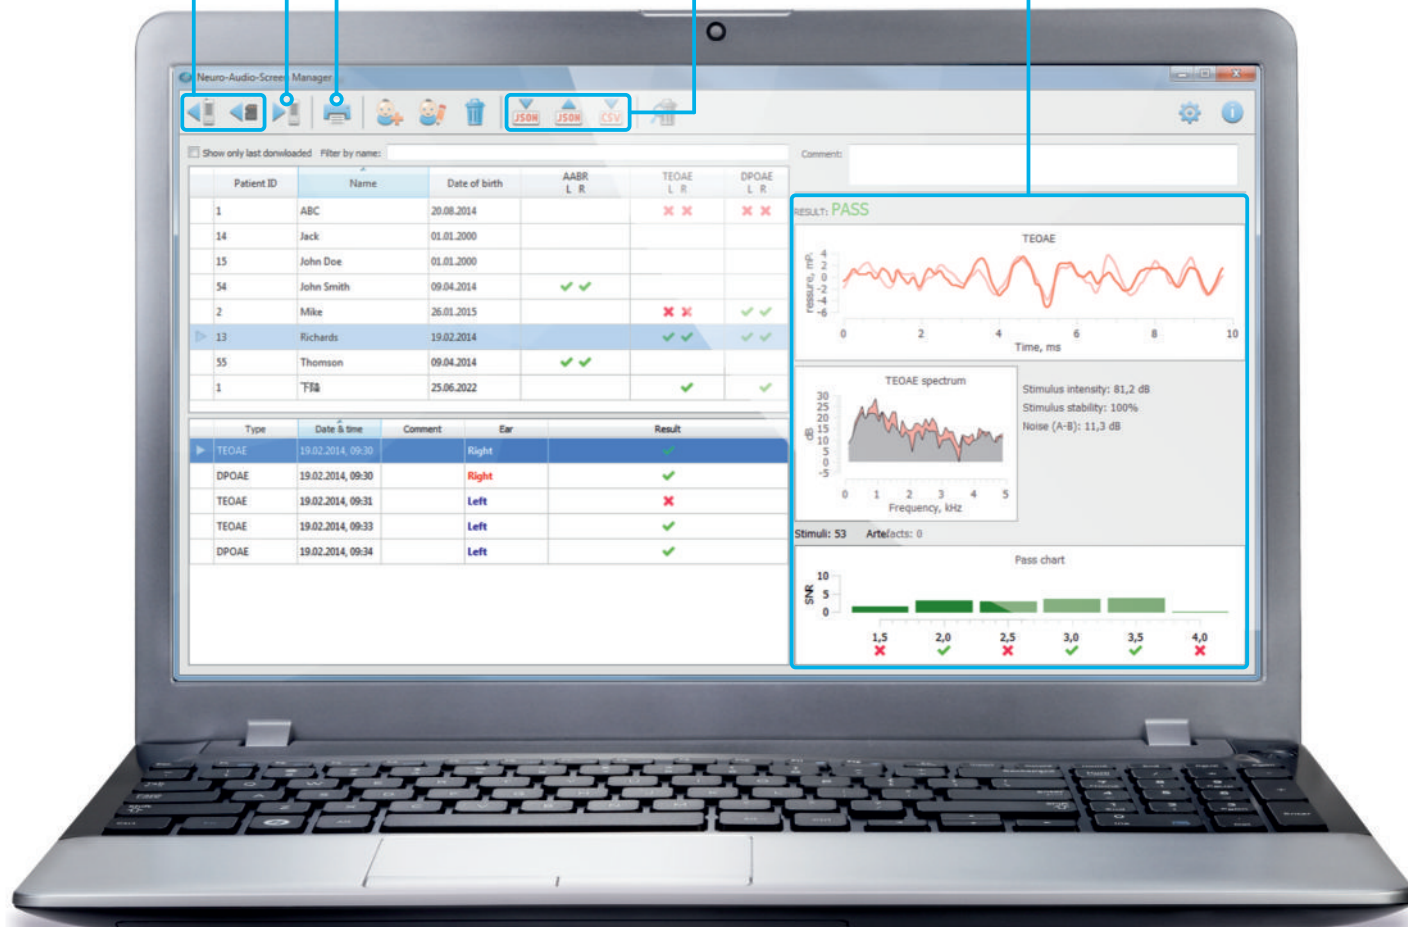 Neuro-Audio-Screen Manager
JSON JSON CSV
Show only last donwloaded Filter by name:
Comment:
Patient ID Name Date of birth AABR L R TEOAE L R DPOAE L R
1 ABC 20.08.2014
14 Jack 01.01.2000
15 John Doe 01.01.2000
54 John Smith 09.04.2014
2 Mike 26.01.2015
13 Richards 19.02.2014
55 Thomson 09.04.2014
1 下降 25.06.2022
Type Date & time Comment Ear Result
TEOAE 19.02.2014, 09:30 Right
DPOAE 19.02.2014, 09:30 Right
TEOAE 19.02.2014, 09:31 Left
TEOAE 19.02.2014, 09:33 Left
DPOAE 19.02.2014, 09:34 Left
RESULT: PASS
TEOAE
ressure, mP.
4
2
0
-2
-4
-6
0 2 4 6 8 10
Time, ms
TEOAE spectrum
dB
30
25
20
15
10
5
0
-5
0 1 2 3 4 5
Frequency, kHz
Stimulus intensity: 81,2 dB
Stimulus stability: 100%
Noise (A-B): 11,3 dB
Stimuli: 53 Artefacts: 0
Pass chart
SNR
10
5
0
1,5 2,0 2,5 3,0 3,5 4,0